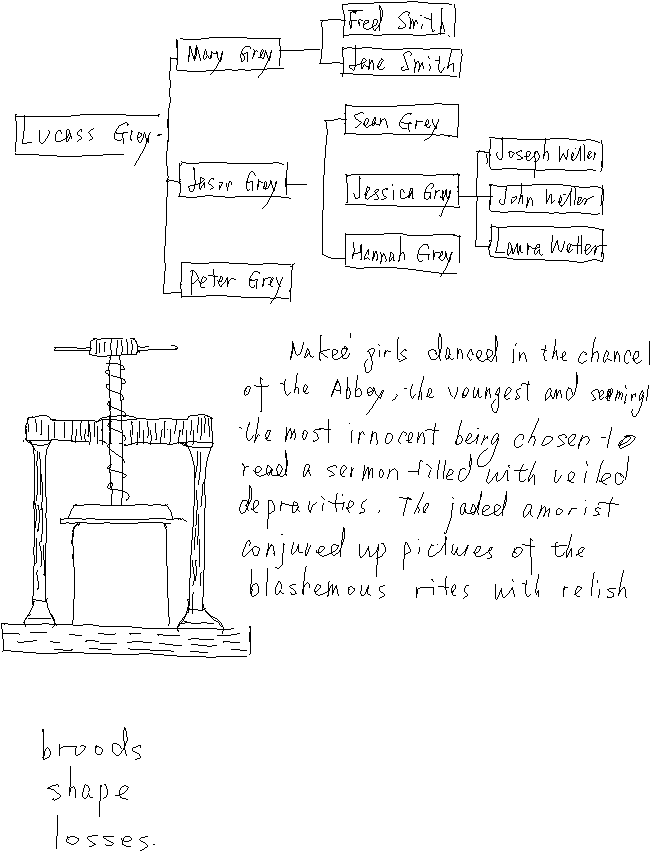 Lucass Grey
Mary Grey
Fred Smith
Jane Smith
Jason Grey
Sean Grey
Jessica Grey
Hannah Grey
Joseph Weller
John Weller
Laura Weller
Peter Grey
Naked girls danced in the chancel
of the Abbey, the youngest and seemingl
the most innocent being chosen to
read a sermon filled with veiled
depravities. The jaded amorist
conjured up pictures of the
blashemous rites with relish
broods
shape
losses.